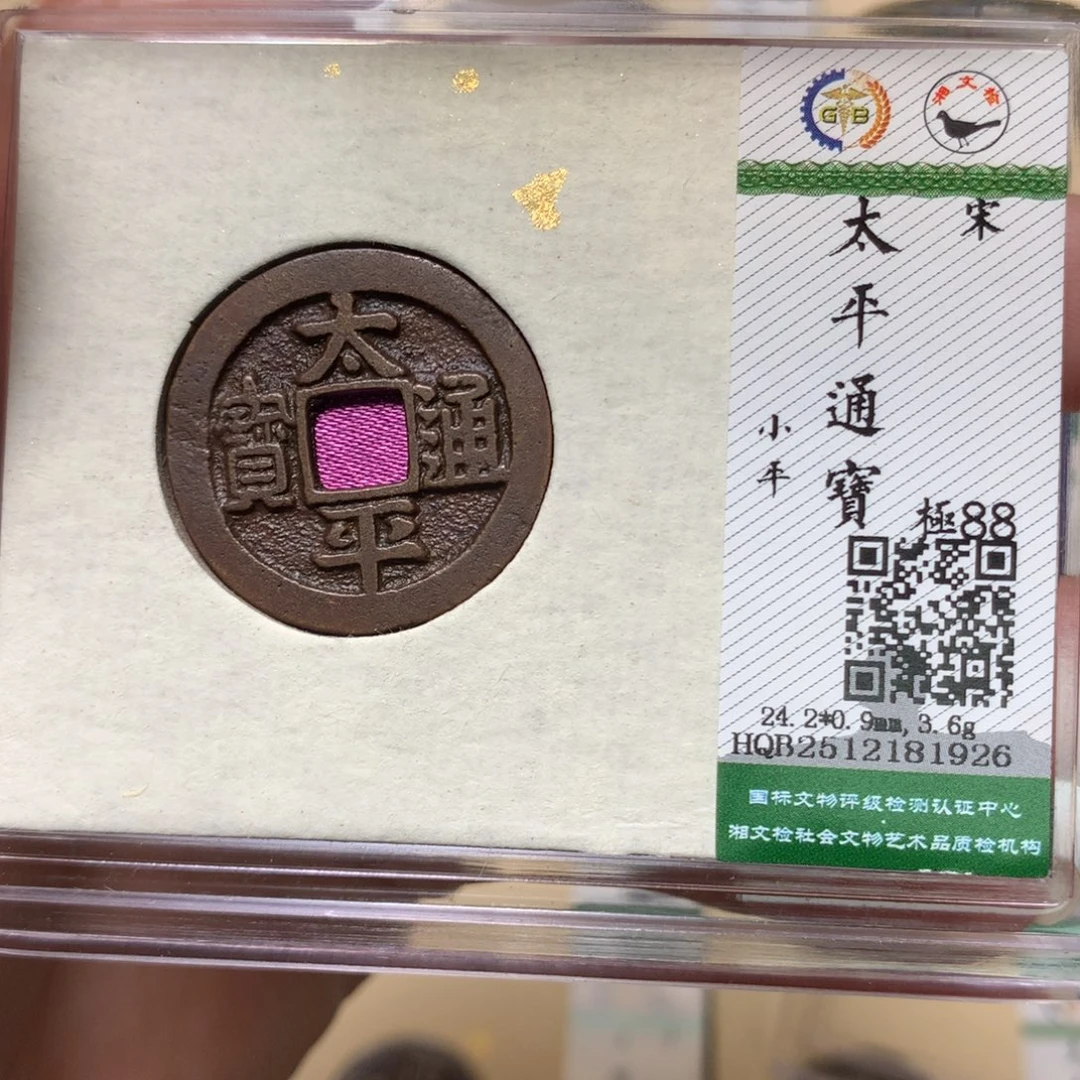 太平通寶
GB
湘文檢
宋
太平通寶
小平
極88
24.2*0.9mm,3.6g
HQB2512181926
国标文物评级检测认证中心
湘文检社会文物艺术品质检机构